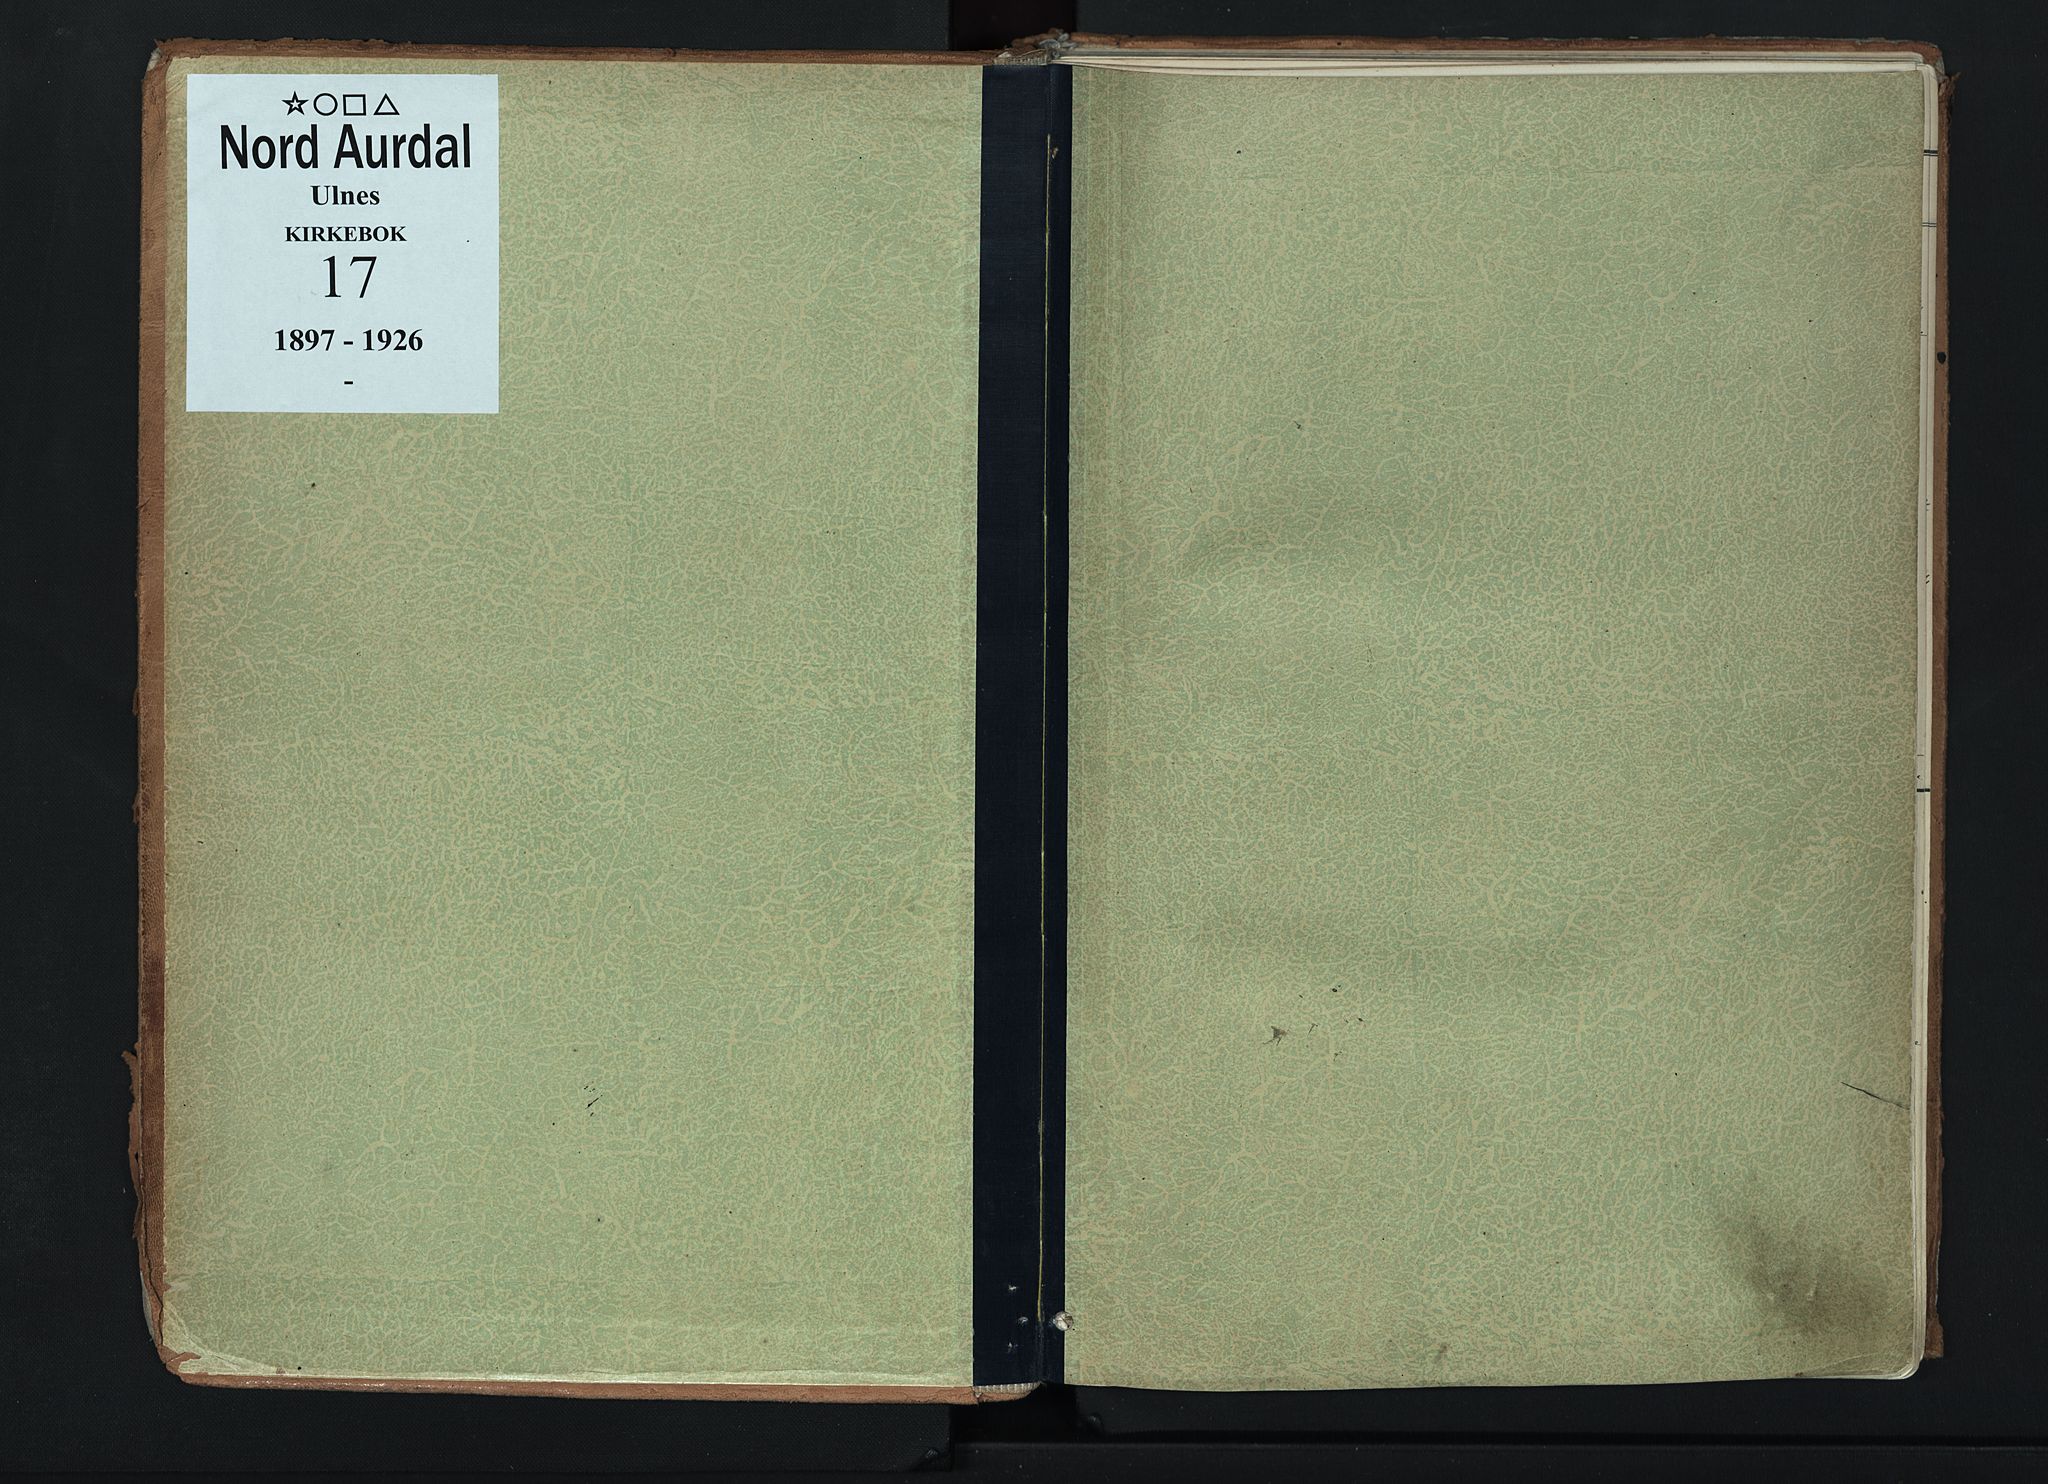 ☆○□△
Nord Aurdal
Ulnes
KIRKEBOK
17
1897 - 1926
-